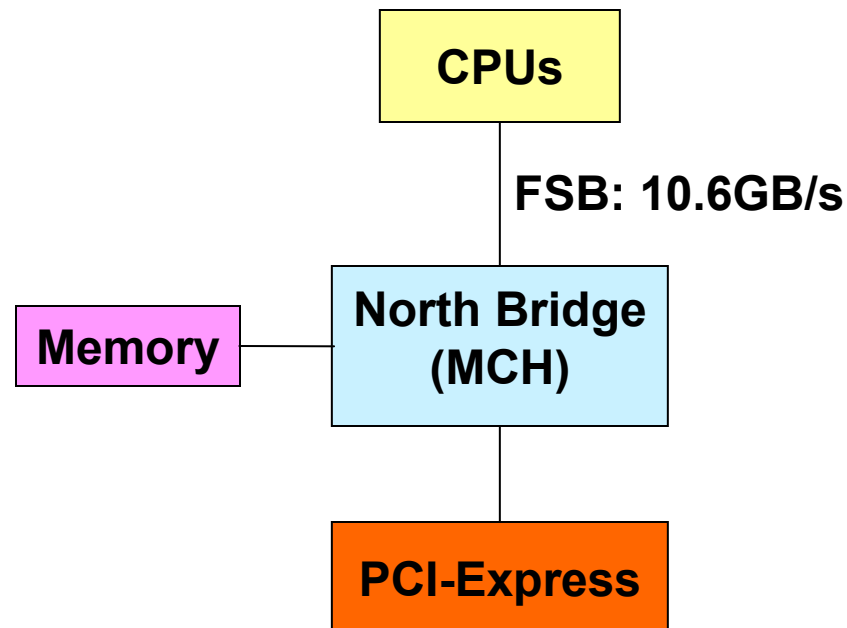 CPUs
FSB: 10.6GB/s
North Bridge
(MCH)
Memory
PCI-Express